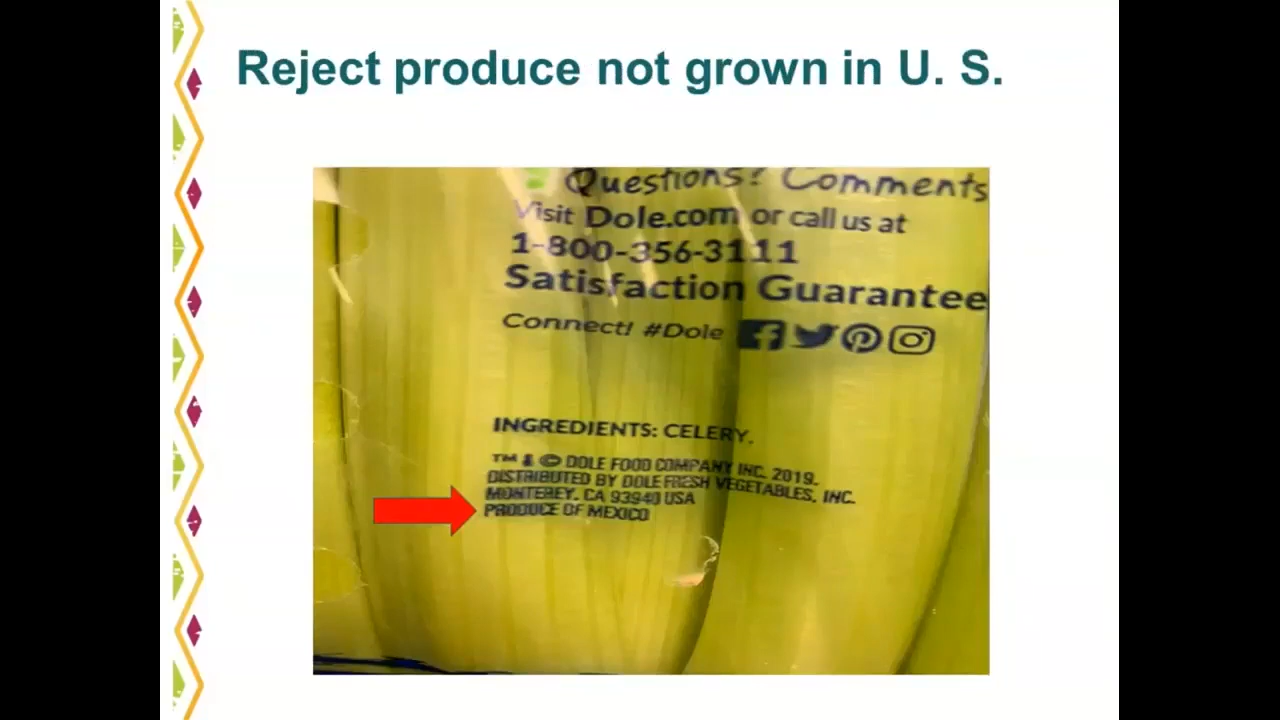 Reject produce not grown in U. S.
Questions? Comments
Visit Dole.com or call us at
1-800-356-3111
Satisfaction Guarantee
Connect! #Dole
INGREDIENTS: CELERY.
™ & © DOLE FOOD COMPANY INC. 2019.
DISTRIBUTED BY DOLE FRESH VEGETABLES, INC.
MONTEREY, CA 93940 USA
PRODUCE OF MEXICO